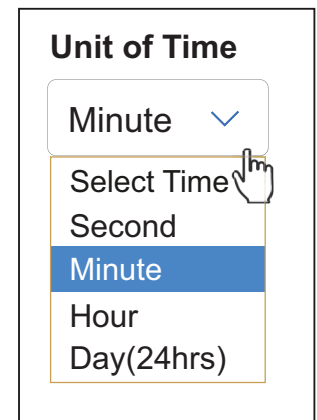 Unit of Time
Minute
Select Time
Second
Minute
Hour
Day(24hrs)